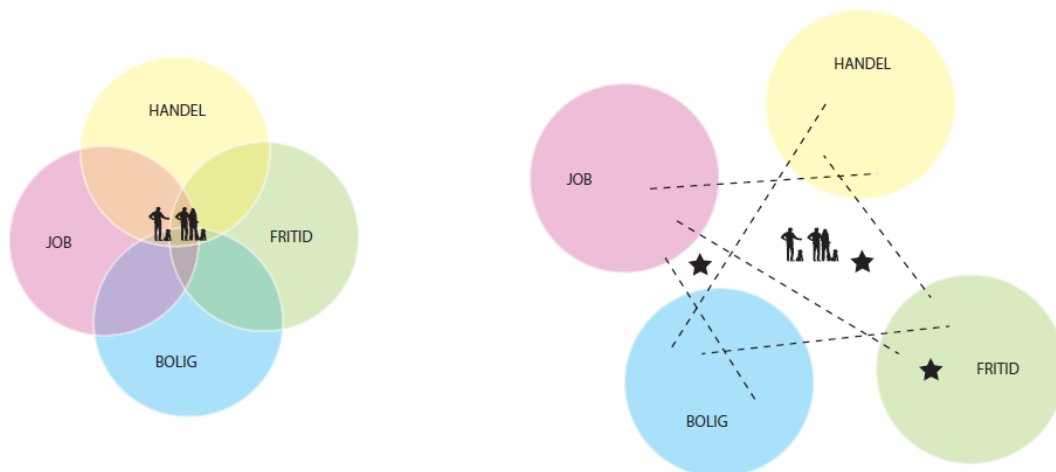 HANDEL
JOB
FRITID
BOLIG
HANDEL
JOB
FRITID
BOLIG